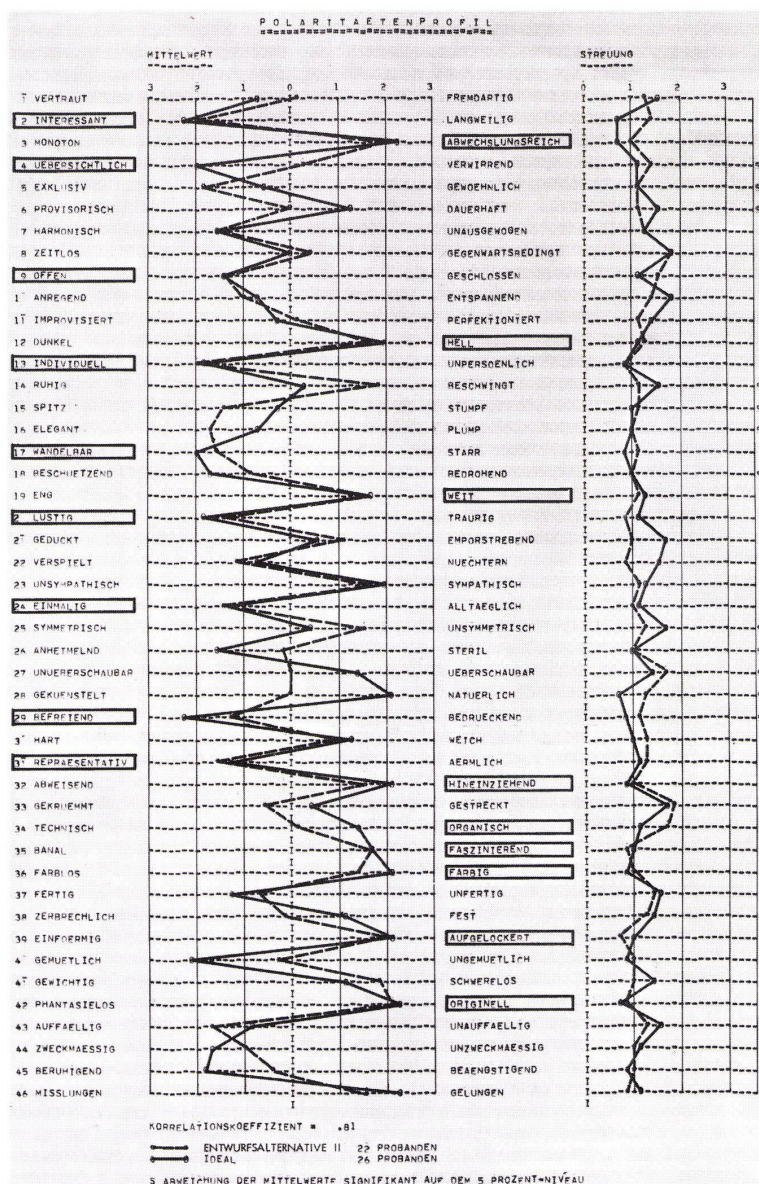 POLARITAETENPROFIL
MITTELWERT STREUUNG
3 2 1 0 1 2 3 0 1 2 3
1 VERTRAUT FREMDARTIG
2 INTERESSANT LANGWEILIG
3 MONOTON ABWECHSLUNGSREICH
4 UEBERSICHTLICH VERWIRREND
5 EXKLUSIV GEWOEHNLICH
6 PROVISORISCH DAUERHAFT
7 HARMONISCH UNAUSGEWOGEN
8 ZEITLOS GEGENWARTSBEDINGT
9 OFFEN GESCHLOSSEN
1 ANREGEND ENTSPANNEND
11 IMPROVISIERT PERFEKTIONIERT
12 DUNKEL HELL
13 INDIVIDUELL UNPERSOENLICH
14 RUHIG BESCHWINGT
15 SPITZ STUMPF
16 ELEGANT PLUMP
17 WANDELBAR STARR
18 BESCHUETZEND BEDROHEND
19 ENG WEIT
2 LUSTIG TRAURIG
21 GEDUCKT EMPORSTREBEND
22 VERSPIELT NUECHTERN
23 UNSYMPATHISCH SYMPATHISCH
24 EINMALIG ALLTAEGLICH
25 SYMMETRISCH UNSYMMETRISCH
26 ANHEIMELND STERIL
27 UNUEBERSCHAUBAR UEBERSCHAUBAR
28 GEKUENSTELT NATUERLICH
29 BEFREIEND BEDRUECKEND
3 HART WEICH
31 REPRAESENTATIV AERMLICH
32 ABWEISEND HINEINZIEHEND
33 GEKRUEMMT GESTRECKT
34 TECHNISCH ORGANISCH
35 BANAL FASZINIEREND
36 FARBLOS FARBIG
37 FERTIG UNFERTIG
38 ZERBRECHLICH FEST
39 EINFOERMIG AUFGELOCKERT
4 GEMUETLICH UNGEMUETLICH
41 GEWICHTIG SCHWERELOS
42 PHANTASIELOS ORIGINELL
43 AUFFAELLIG UNAUFFAELLIG
44 ZWECKMAESSIG UNZWECKMAESSIG
45 BERUHIGEND BEAENGSTIGEND
46 MISSLUNGEN GELUNGEN
KORRELATIONSKOEFFIZIENT = .81
ENTWURFSALTERNATIVE II 22 PROBANDEN
IDEAL 26 PROBANDEN
S ABWEICHUNG DER MITTELWERTE SIGNIFIKANT AUF DEM 5 PROZENT-NIVEAU